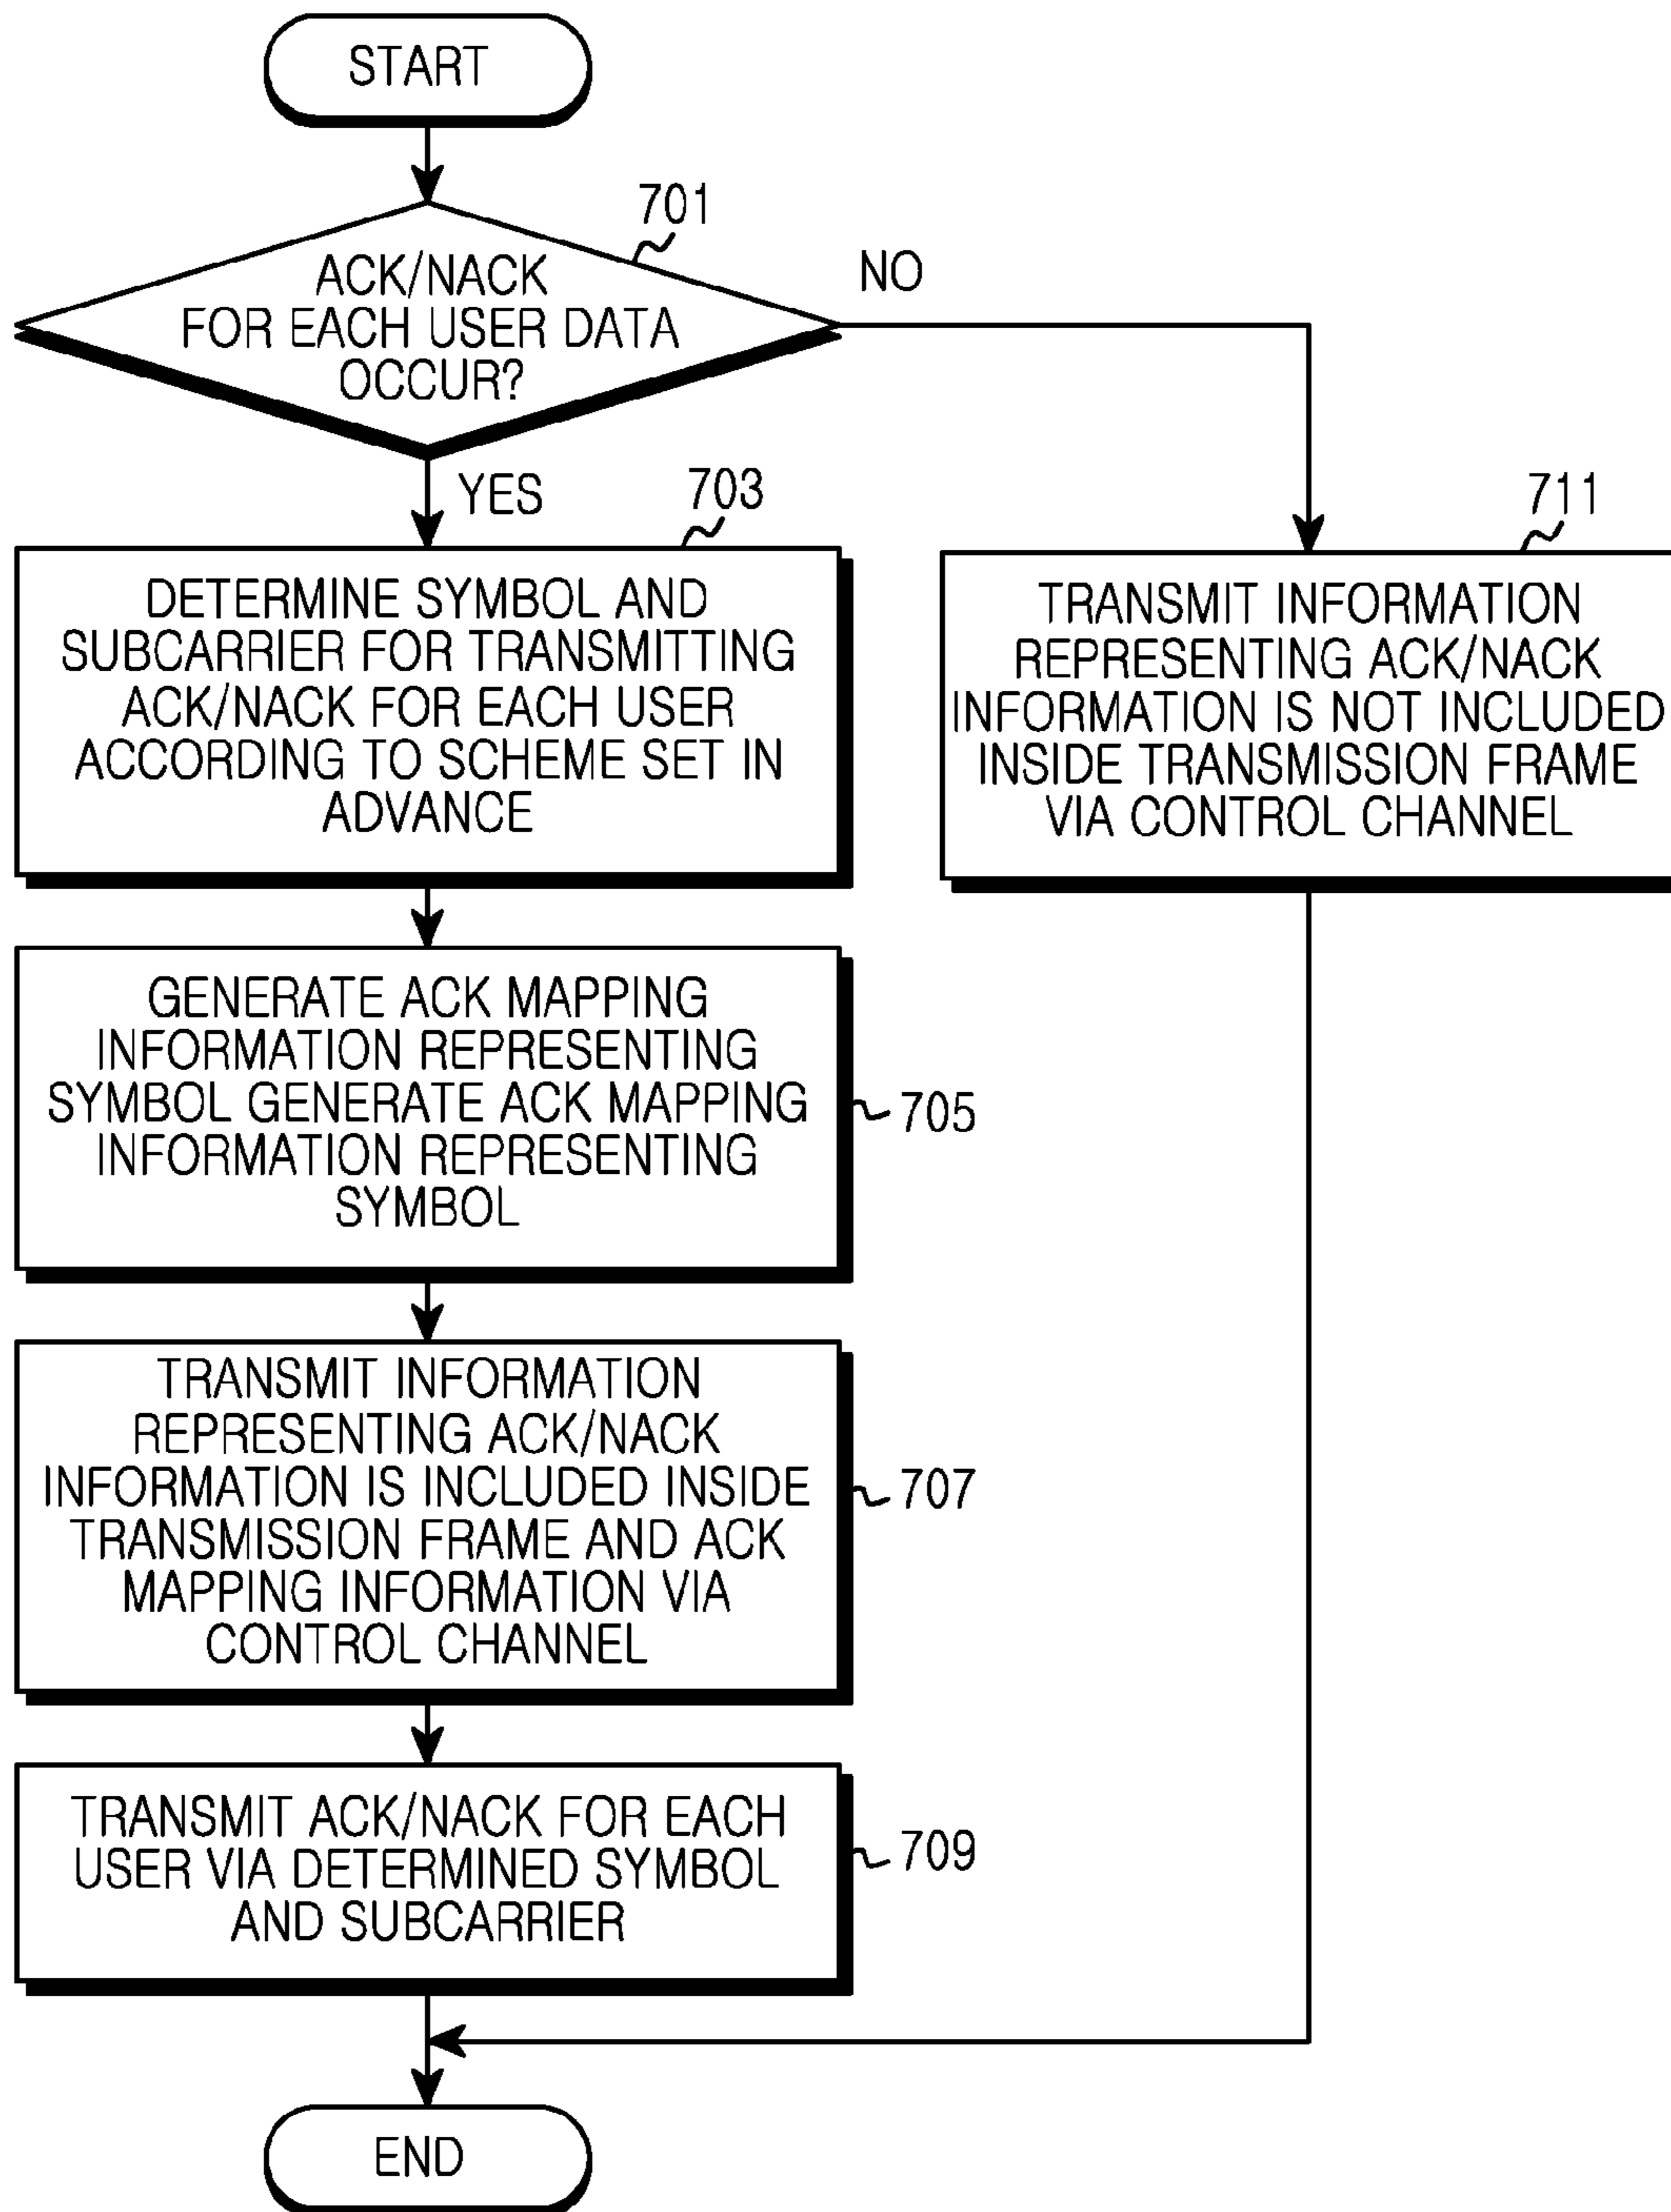 START
701
ACK/NACK
FOR EACH USER DATA
OCCUR?
NO
YES
703
DETERMINE SYMBOL AND
SUBCARRIER FOR TRANSMITTING
ACK/NACK FOR EACH USER
ACCORDING TO SCHEME SET IN
ADVANCE
711
TRANSMIT INFORMATION
REPRESENTING ACK/NACK
INFORMATION IS NOT INCLUDED
INSIDE TRANSMISSION FRAME
VIA CONTROL CHANNEL
GENERATE ACK MAPPING
INFORMATION REPRESENTING
SYMBOL GENERATE ACK MAPPING
INFORMATION REPRESENTING
SYMBOL
705
TRANSMIT INFORMATION
REPRESENTING ACK/NACK
INFORMATION IS INCLUDED INSIDE
TRANSMISSION FRAME AND ACK
MAPPING INFORMATION VIA
CONTROL CHANNEL
707
TRANSMIT ACK/NACK FOR EACH
USER VIA DETERMINED SYMBOL
AND SUBCARRIER
709
END